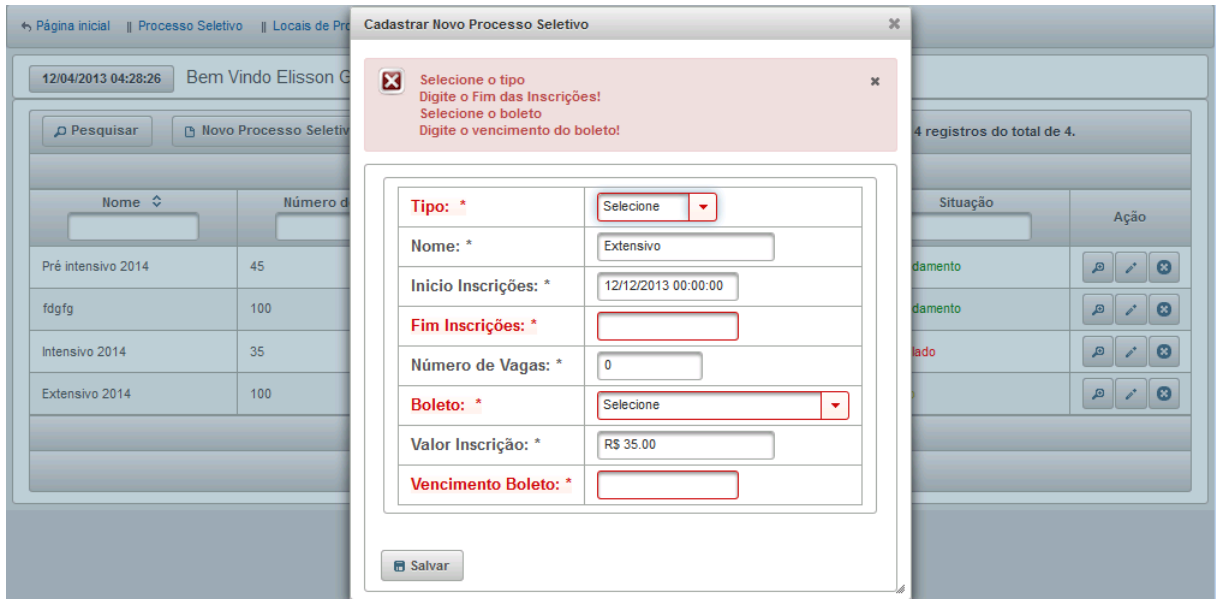 Página inicial || Processo Seletivo || Locais de Pro
12/04/2013 04:28:26 Bem Vindo Elisson G
Pesquisar Novo Processo Seletiv 4 registros do total de 4.
Nome Número d Situação Ação
Pré intensivo 2014 45 damento
fdgfg 100 damento
Intensivo 2014 35 lado
Extensivo 2014 100
Cadastrar Novo Processo Seletivo
Selecione o tipo
Digite o Fim das Inscrições!
Selecione o boleto
Digite o vencimento do boleto!
Tipo: * Selecione
Nome: * Extensivo
Inicio Inscrições: * 12/12/2013 00:00:00
Fim Inscrições: *
Número de Vagas: * 0
Boleto: * Selecione
Valor Inscrição: * R$ 35.00
Vencimento Boleto: *
Salvar